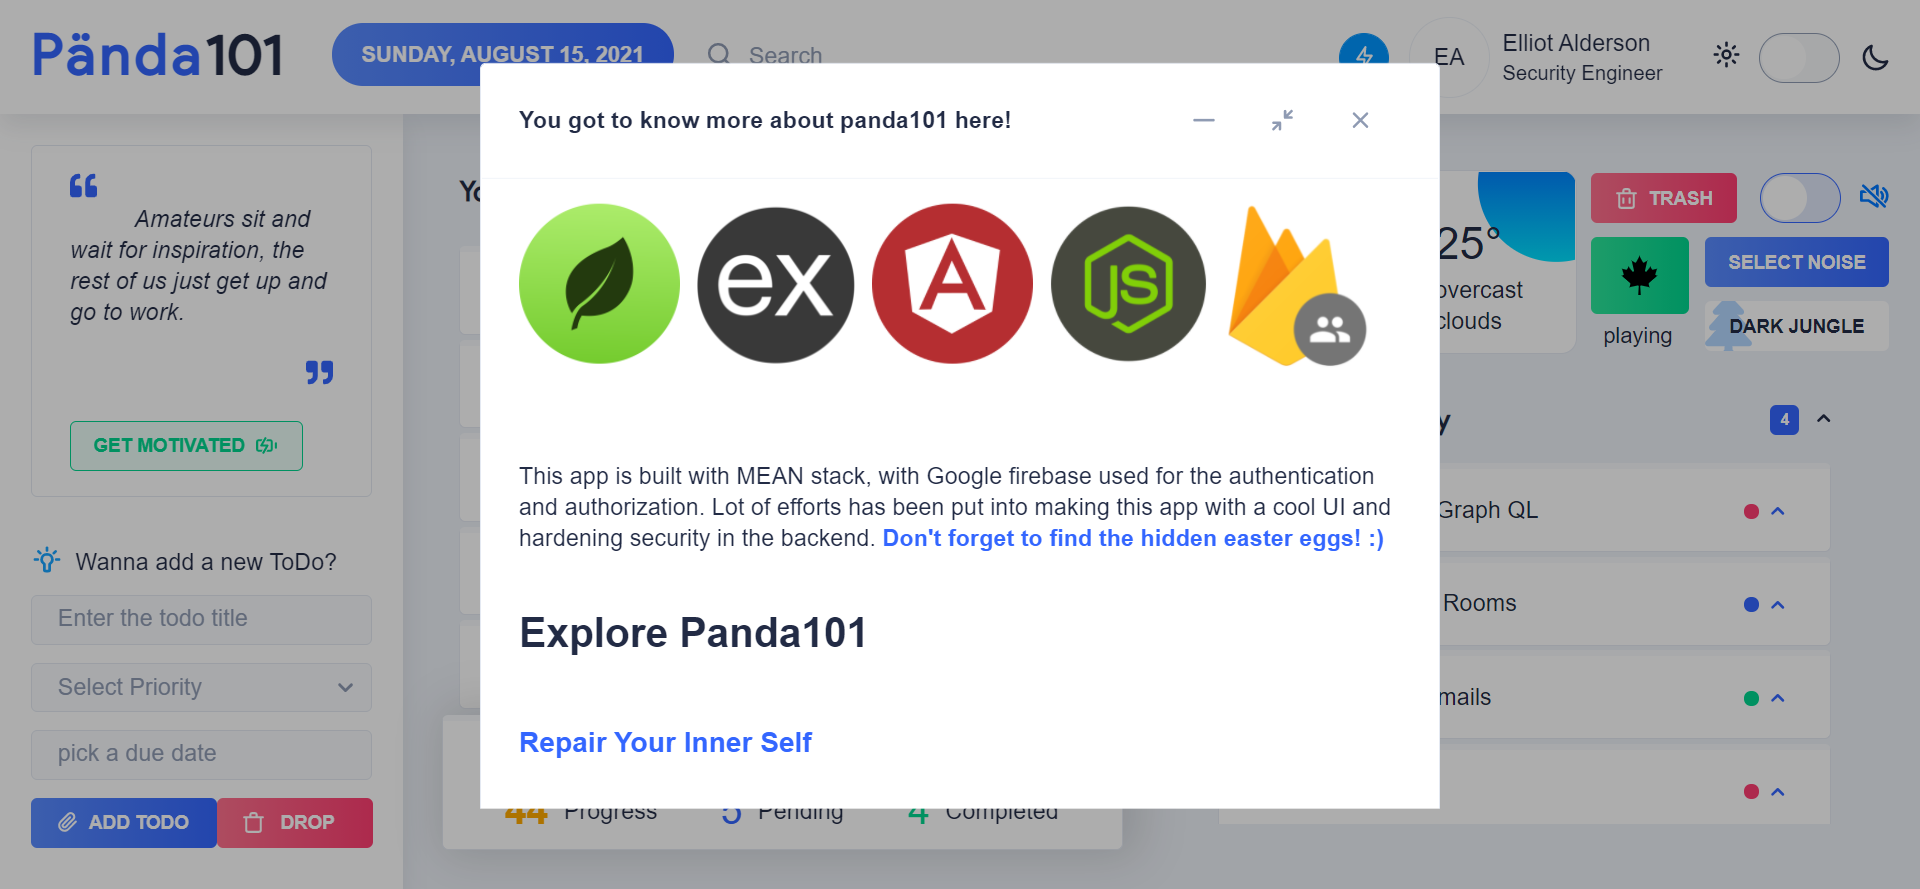 Pända101
SUNDAY, AUGUST 15, 2021
Search
EA
Elliot Alderson
Security Engineer
Amateurs sit and
wait for inspiration, the
rest of us just get up and
go to work.
GET MOTIVATED
Wanna add a new ToDo?
Enter the todo title
Select Priority
pick a due date
ADD TODO
DROP
You got to know more about panda101 here!
ex
A
JS
This app is built with MEAN stack, with Google firebase used for the authentication
and authorization. Lot of efforts has been put into making this app with a cool UI and
hardening security in the backend. Don't forget to find the hidden easter eggs! :)
Explore Panda101
Repair Your Inner Self
44 Progress
5 Pending
4 Completed
25°
overcast
clouds
TRASH
SELECT NOISE
playing
DARK JUNGLE
4
Graph QL
Rooms